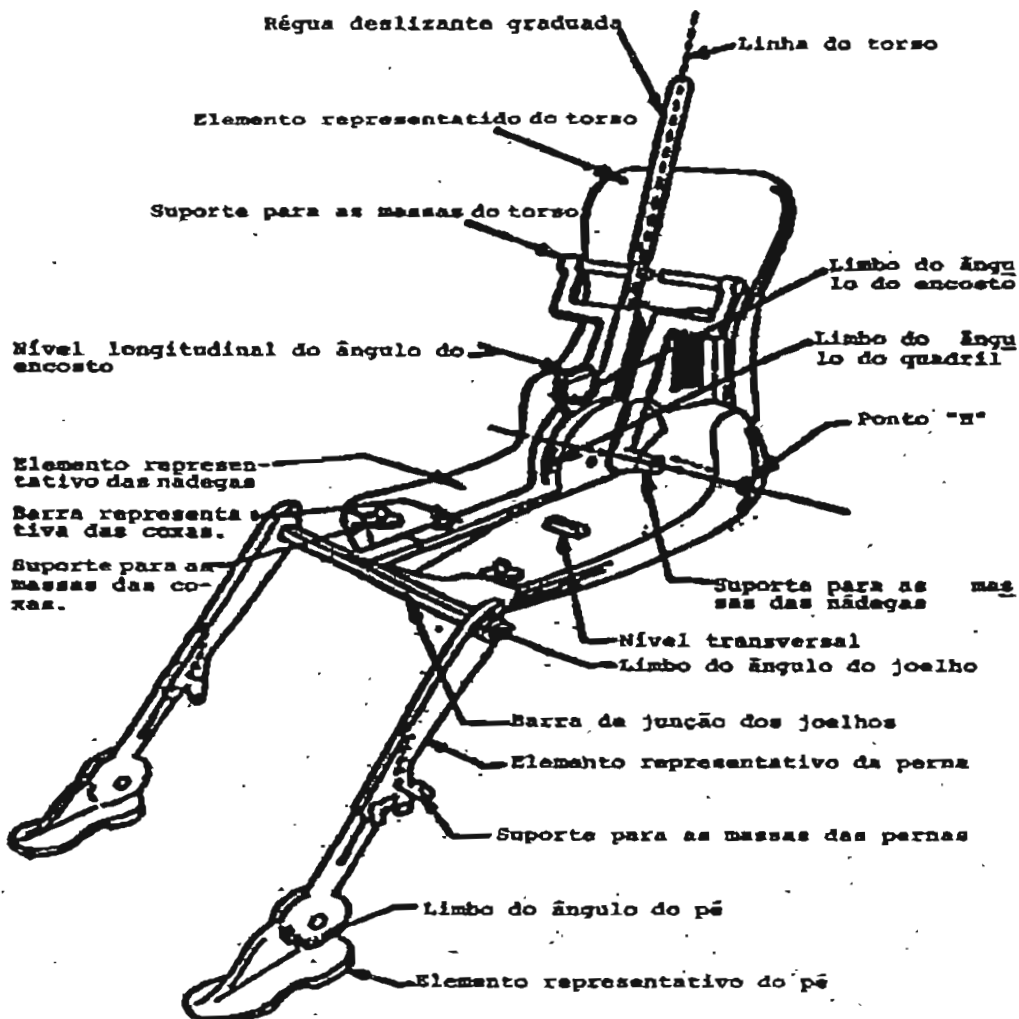 Régua deslizante graduada
Linha do torso
Elemento representatido do torso
Suporte para as massas do torso
Limbo do ângu
lo do encosto
Nível longitudinal do ângulo do
encosto
Limbo do ângu
lo do quadril
Ponto "H"
Elemento represen-
tativo das nádegas
Barra representa
tiva das coxas.
Suporte para as
massas das co-
xas.
Suporte para as mas
sas das nádegas
Nível transversal
Limbo do ângulo do joelho
Barra de junção dos joelhos
Elemento representativo da perna
Suporte para as massas das pernas
Limbo do ângulo do pé
Elemento representativo do pé